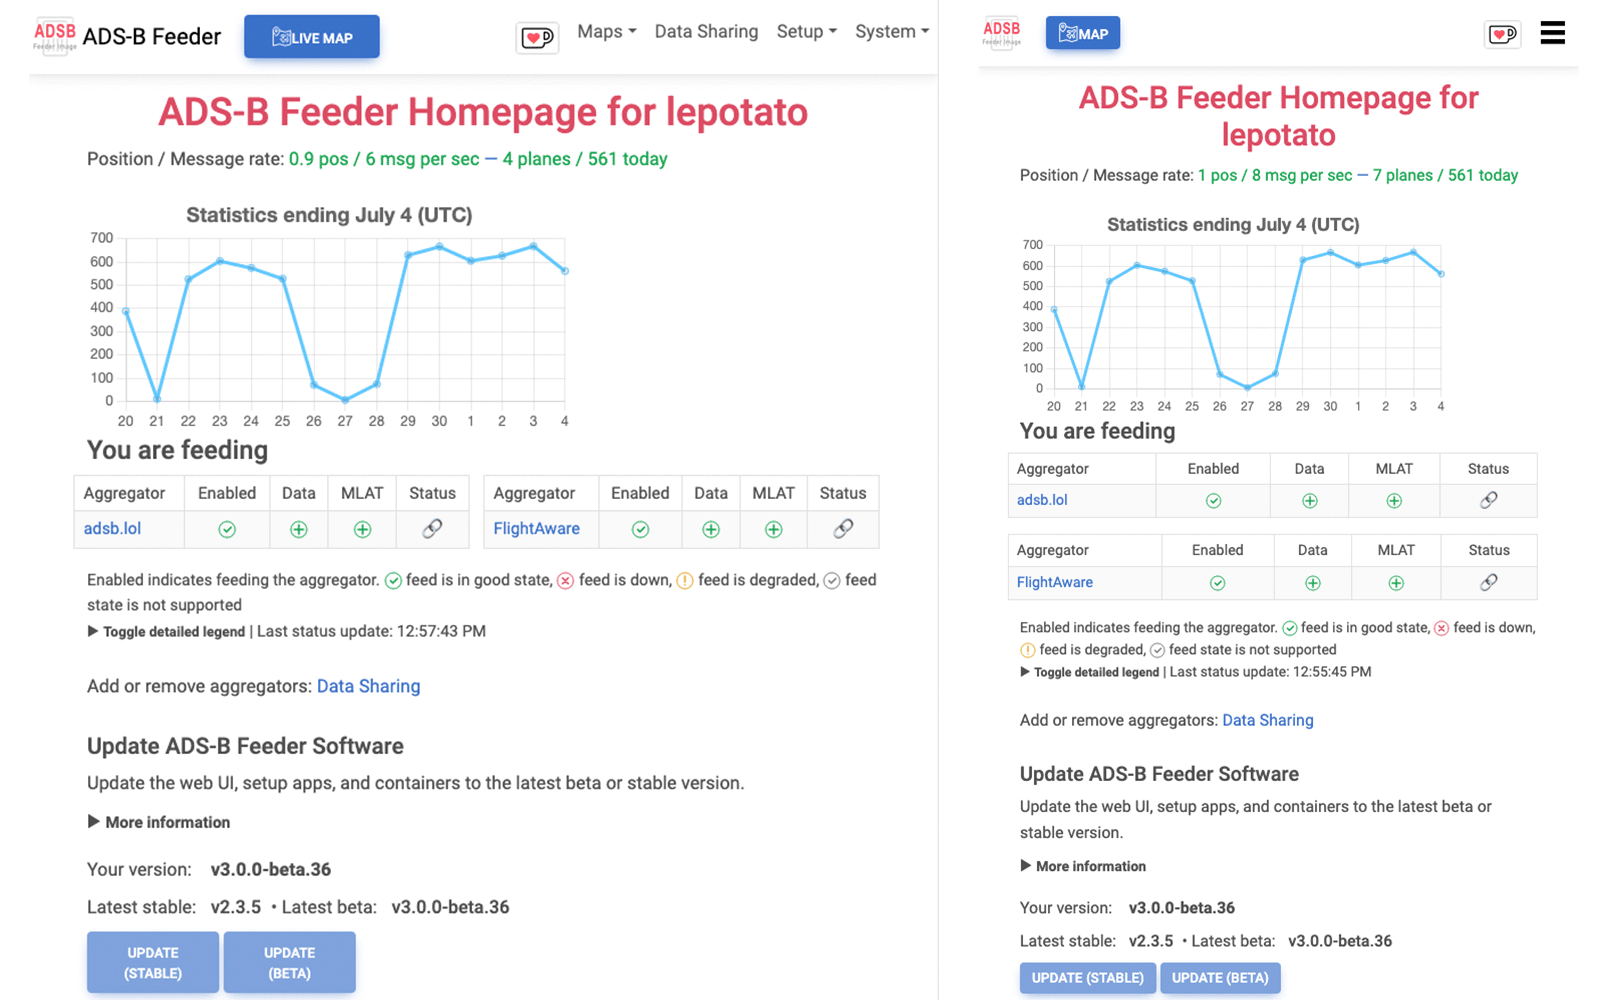 ADSB
Feeder Image
ADS-B Feeder
LIVE MAP
Maps
Data Sharing
Setup
System
ADS-B Feeder Homepage for lepotato
Position / Message rate: 0.9 pos / 6 msg per sec — 4 planes / 561 today
Statistics ending July 4 (UTC)
700
600
500
400
300
200
100
0
20 21 22 23 24 25 26 27 28 29 30 1 2 3 4
You are feeding
Aggregator Enabled Data MLAT Status
adsb.lol
Aggregator Enabled Data MLAT Status
FlightAware
Enabled indicates feeding the aggregator. feed is in good state, feed is down, feed is degraded, feed
state is not supported
▶ Toggle detailed legend | Last status update: 12:57:43 PM
Add or remove aggregators: Data Sharing
Update ADS-B Feeder Software
Update the web UI, setup apps, and containers to the latest beta or stable version.
▶ More information
Your version: v3.0.0-beta.36
Latest stable: v2.3.5 • Latest beta: v3.0.0-beta.36
UPDATE
(STABLE)
UPDATE
(BETA)
ADSB
Feeder Image
MAP
ADS-B Feeder Homepage for
lepotato
Position / Message rate: 1 pos / 8 msg per sec — 7 planes / 561 today
Statistics ending July 4 (UTC)
700
600
500
400
300
200
100
0
20 21 22 23 24 25 26 27 28 29 30 1 2 3 4
You are feeding
Aggregator Enabled Data MLAT Status
adsb.lol
Aggregator Enabled Data MLAT Status
FlightAware
Enabled indicates feeding the aggregator. feed is in good state, feed is down,
feed is degraded, feed state is not supported
▶ Toggle detailed legend | Last status update: 12:55:45 PM
Add or remove aggregators: Data Sharing
Update ADS-B Feeder Software
Update the web UI, setup apps, and containers to the latest beta or
stable version.
▶ More information
Your version: v3.0.0-beta.36
Latest stable: v2.3.5 • Latest beta: v3.0.0-beta.36
UPDATE (STABLE)
UPDATE (BETA)